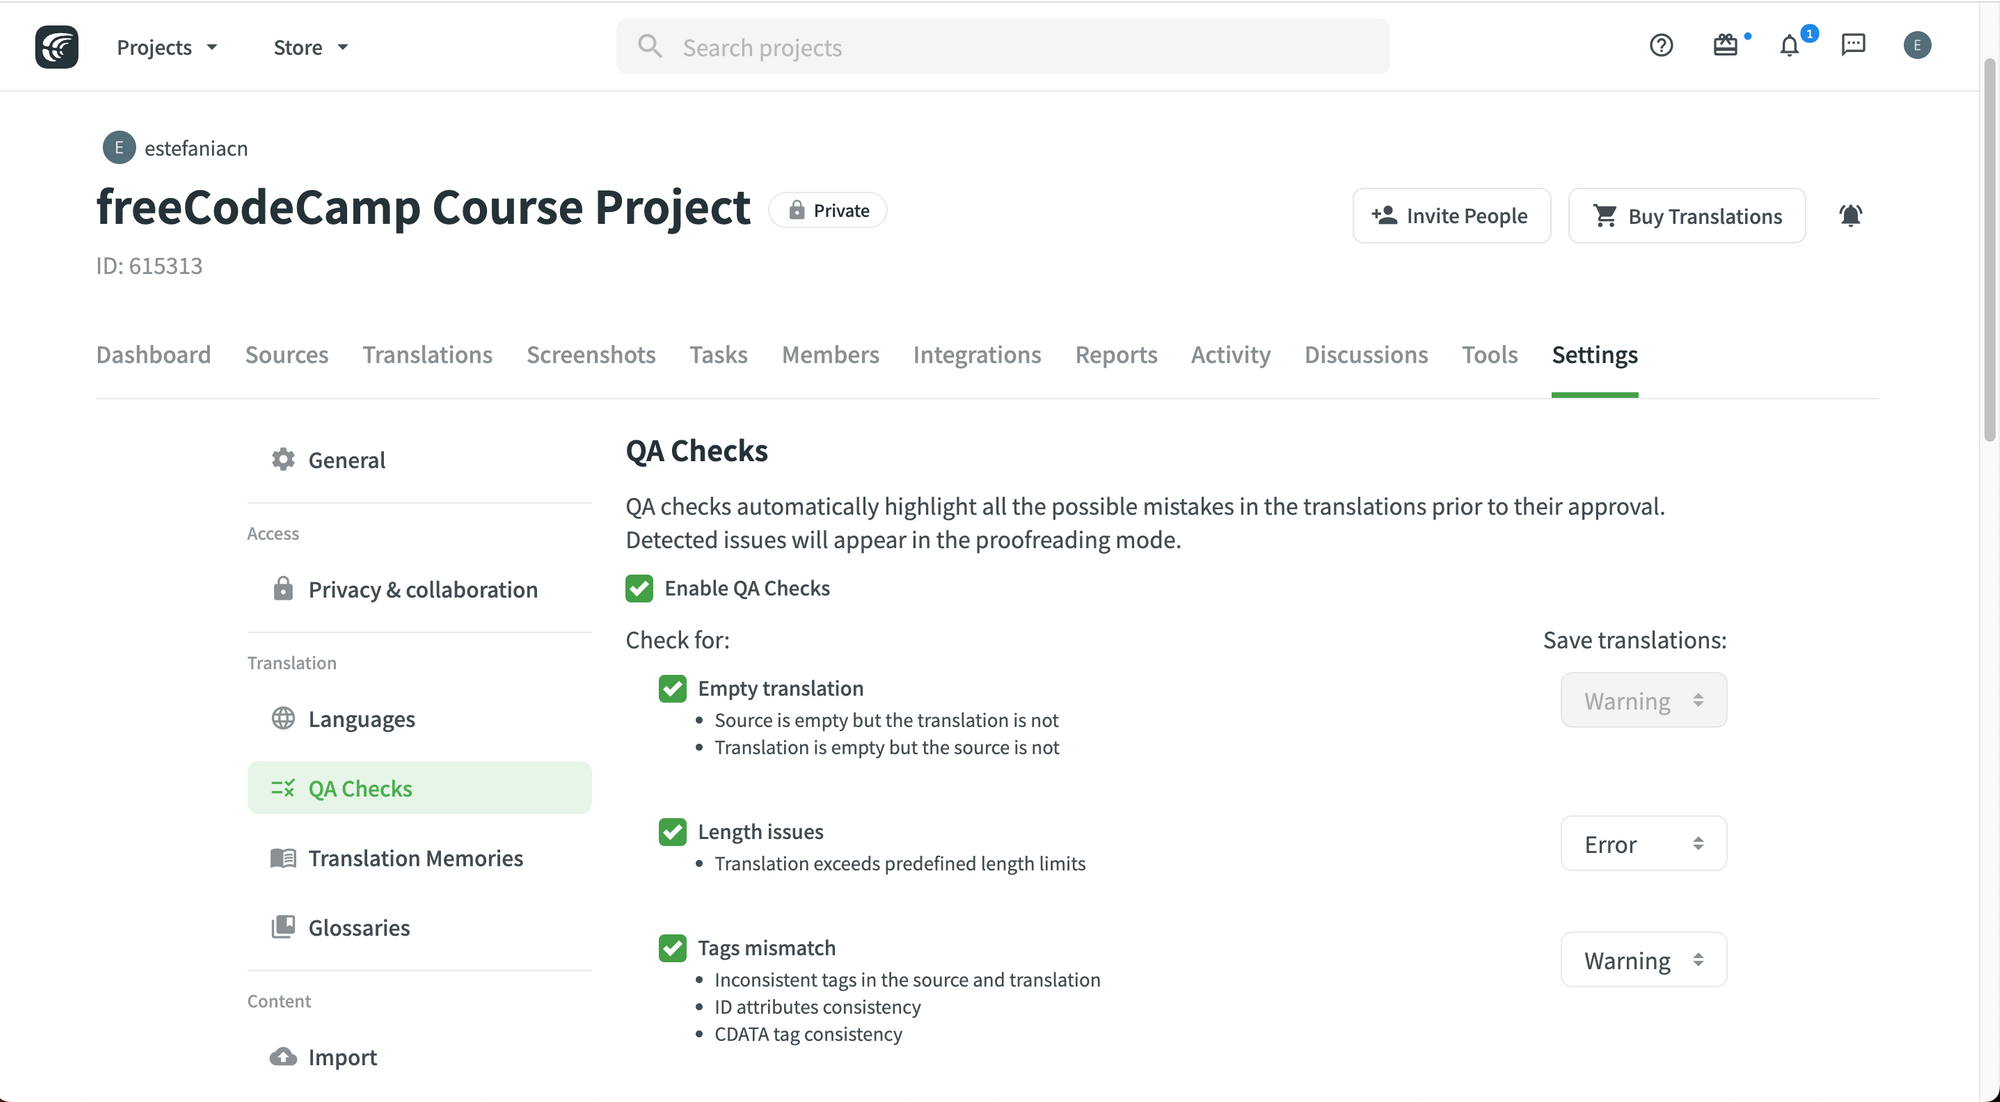 Projects
Store
Search projects
1
E
E
estefaniacn
freeCodeCamp Course Project
Private
Invite People
Buy Translations
ID: 615313
Dashboard
Sources
Translations
Screenshots
Tasks
Members
Integrations
Reports
Activity
Discussions
Tools
Settings
General
Access
Privacy & collaboration
Translation
Languages
QA Checks
Translation Memories
Glossaries
Content
Import
QA Checks
QA checks automatically highlight all the possible mistakes in the translations prior to their approval.
Detected issues will appear in the proofreading mode.
Enable QA Checks
Check for:
Save translations:
Empty translation
Warning
• Source is empty but the translation is not
• Translation is empty but the source is not
Length issues
Error
• Translation exceeds predefined length limits
Tags mismatch
Warning
• Inconsistent tags in the source and translation
• ID attributes consistency
• CDATA tag consistency